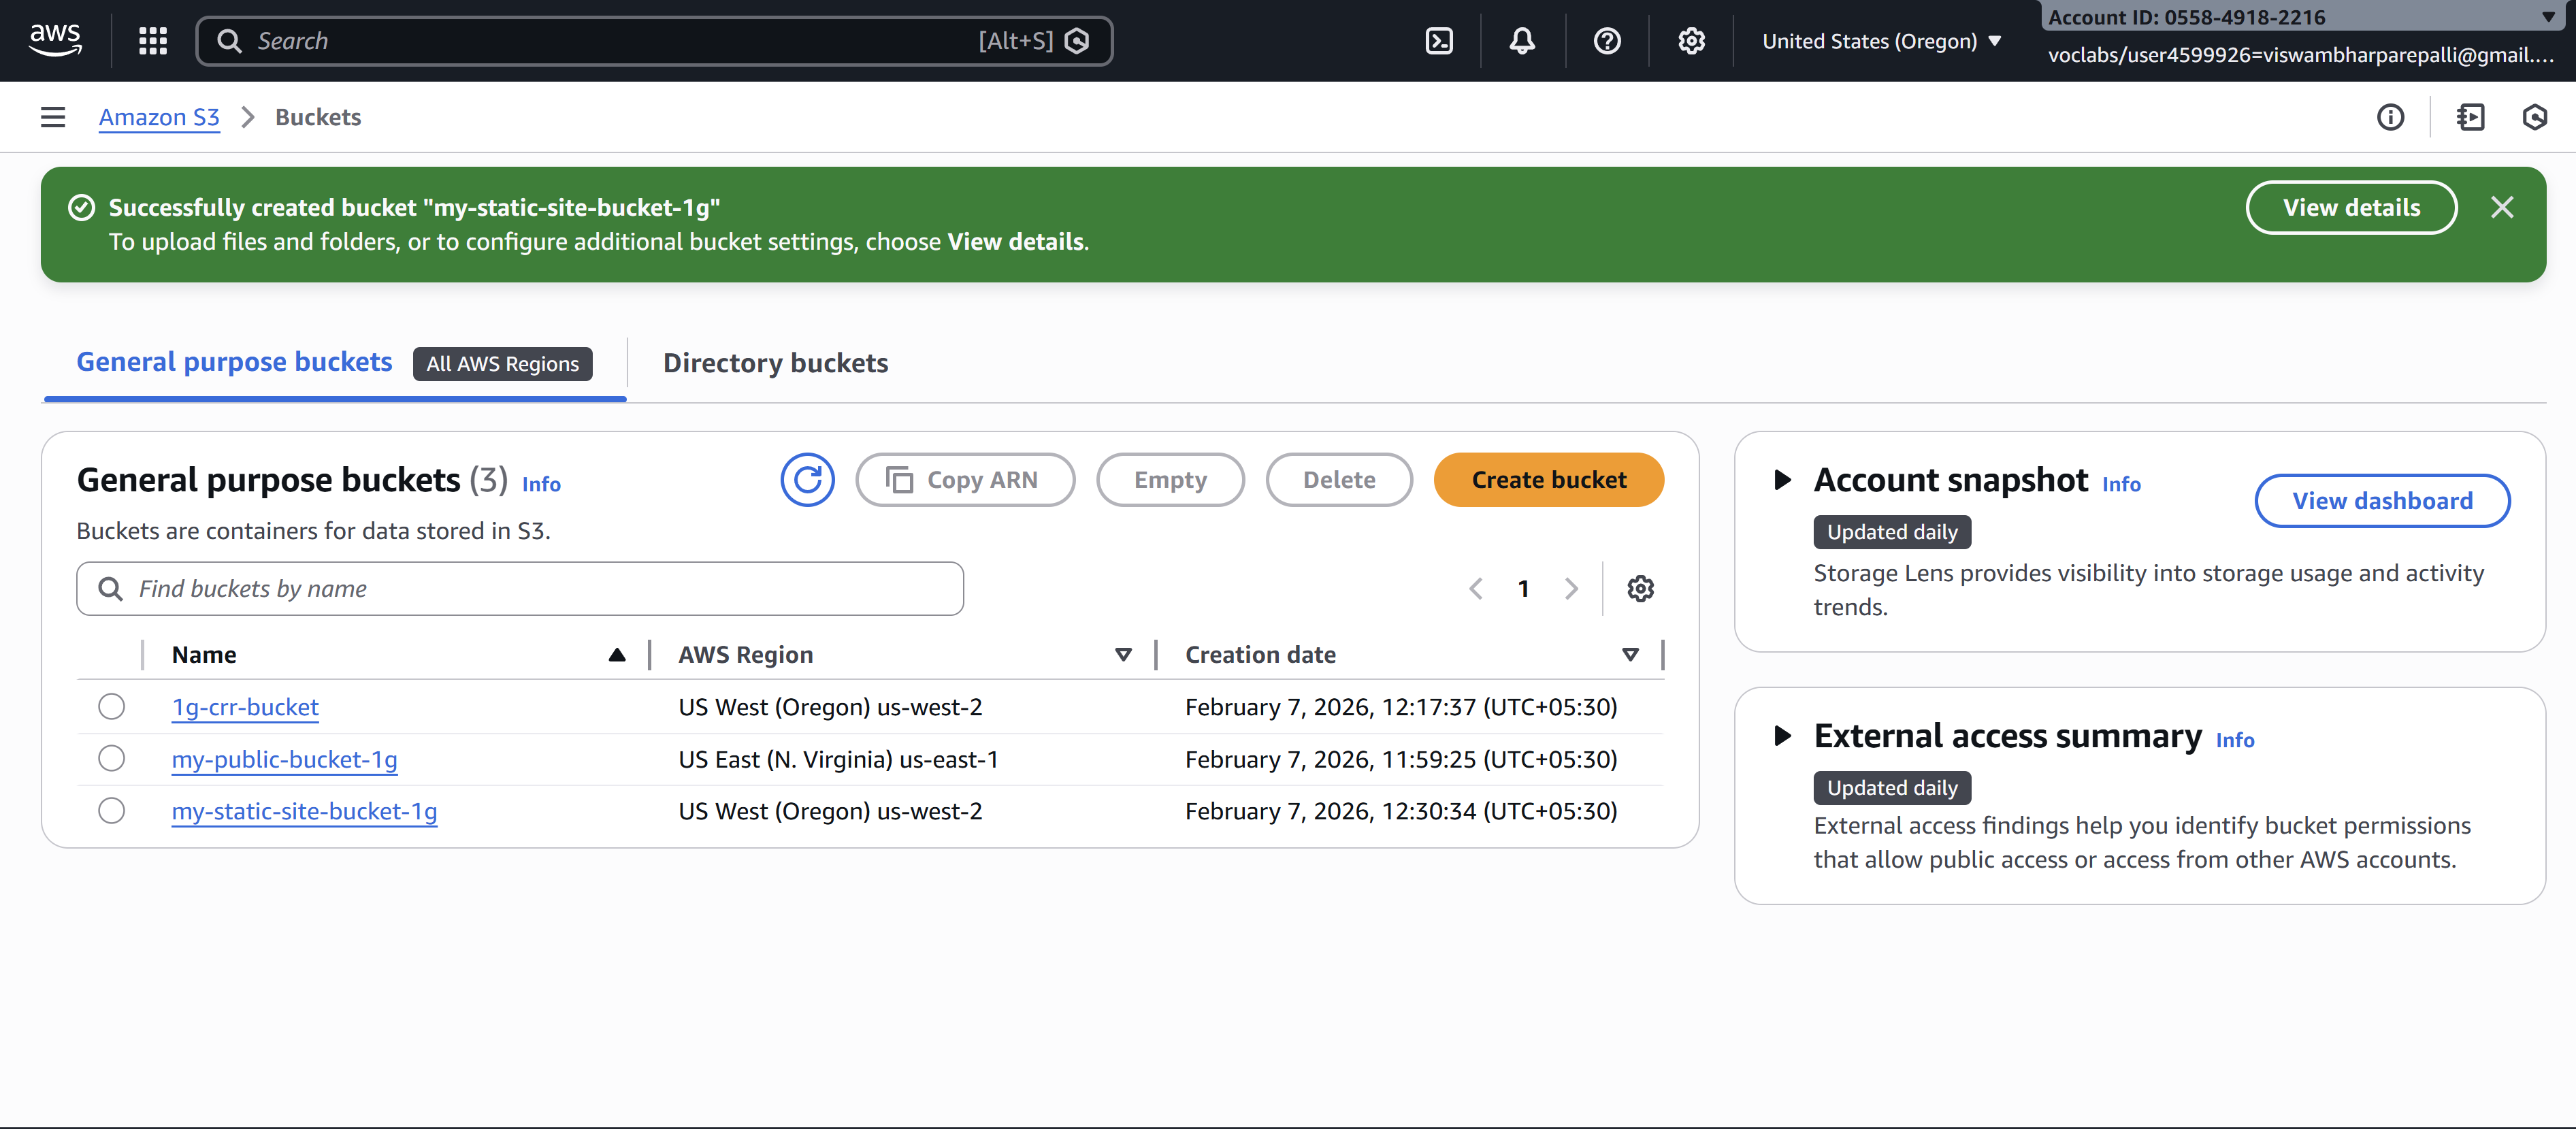 aws
Search
[Alt+S]
United States (Oregon)
Account ID: 0558-4918-2216
voclabs/user4599926=viswambharparepalli@gmail....
Amazon S3
Buckets
Successfully created bucket "my-static-site-bucket-1g"
To upload files and folders, or to configure additional bucket settings, choose View details.
View details
General purpose buckets
All AWS Regions
Directory buckets
General purpose buckets (3) Info
Copy ARN
Empty
Delete
Create bucket
Buckets are containers for data stored in S3.
Find buckets by name
1
Name
AWS Region
Creation date
1g-crr-bucket
US West (Oregon) us-west-2
February 7, 2026, 12:17:37 (UTC+05:30)
my-public-bucket-1g
US East (N. Virginia) us-east-1
February 7, 2026, 11:59:25 (UTC+05:30)
my-static-site-bucket-1g
US West (Oregon) us-west-2
February 7, 2026, 12:30:34 (UTC+05:30)
Account snapshot Info
View dashboard
Updated daily
Storage Lens provides visibility into storage usage and activity
trends.
External access summary Info
Updated daily
External access findings help you identify bucket permissions
that allow public access or access from other AWS accounts.